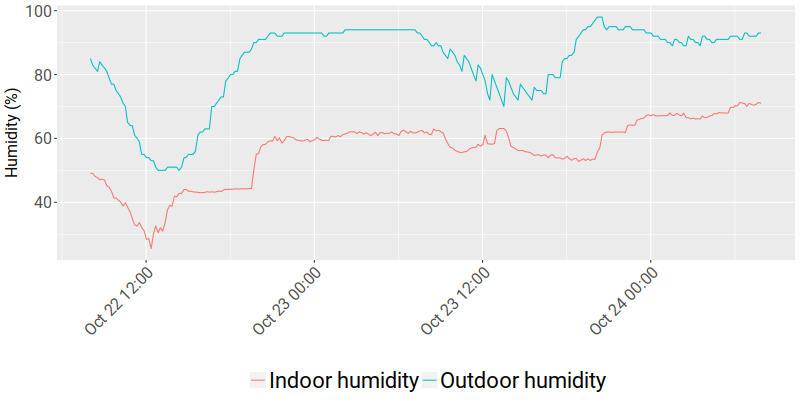 Humidity (%)
100
80
60
40
Oct 22 12:00
Oct 23 00:00
Oct 23 12:00
Oct 24 00:00
Indoor humidity Outdoor humidity